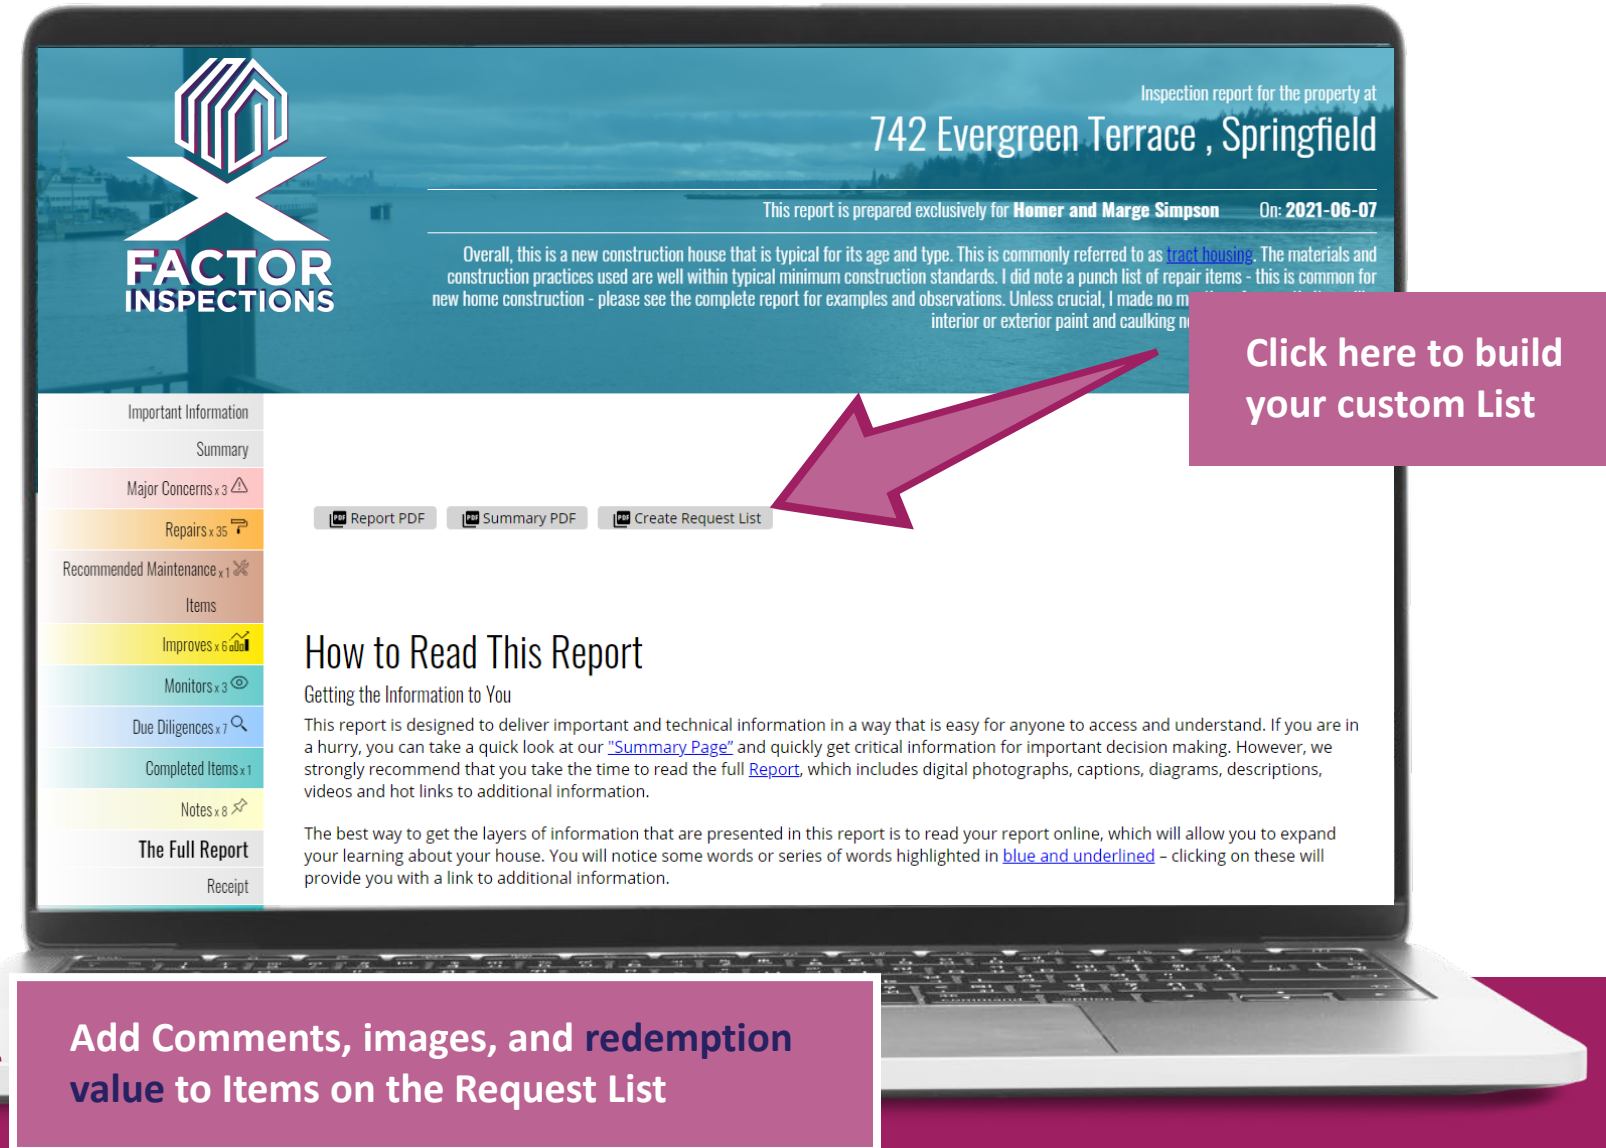 FACTOR
INSPECTIONS
Inspection report for the property at
742 Evergreen Terrace , Springfield
This report is prepared exclusively for Homer and Marge Simpson On: 2021-06-07
Overall, this is a new construction house that is typical for its age and type. This is commonly referred to as tract housing. The materials and
construction practices used are well within typical minimum construction standards. I did note a punch list of repair items - this is common for
new home construction - please see the complete report for examples and observations. Unless crucial, I made no
interior or exterior paint and caulking
Click here to build
your custom List
Important Information
Summary
Major Concerns x 3
Repairs x 35
Recommended Maintenance x 1
Items
Improves x 6
Monitors x 3
Due Diligences x 7
Completed Items x 1
Notes x 8
The Full Report
Receipt
PDF Report PDF
PDF Summary PDF
PDF Create Request List
How to Read This Report
Getting the Information to You
This report is designed to deliver important and technical information in a way that is easy for anyone to access and understand. If you are in
a hurry, you can take a quick look at our "Summary Page" and quickly get critical information for important decision making. However, we
strongly recommend that you take the time to read the full Report, which includes digital photographs, captions, diagrams, descriptions,
videos and hot links to additional information.
The best way to get the layers of information that are presented in this report is to read your report online, which will allow you to expand
your learning about your house. You will notice some words or series of words highlighted in blue and underlined – clicking on these will
provide you with a link to additional information.
command option
Add Comments, images, and redemption
value to Items on the Request List